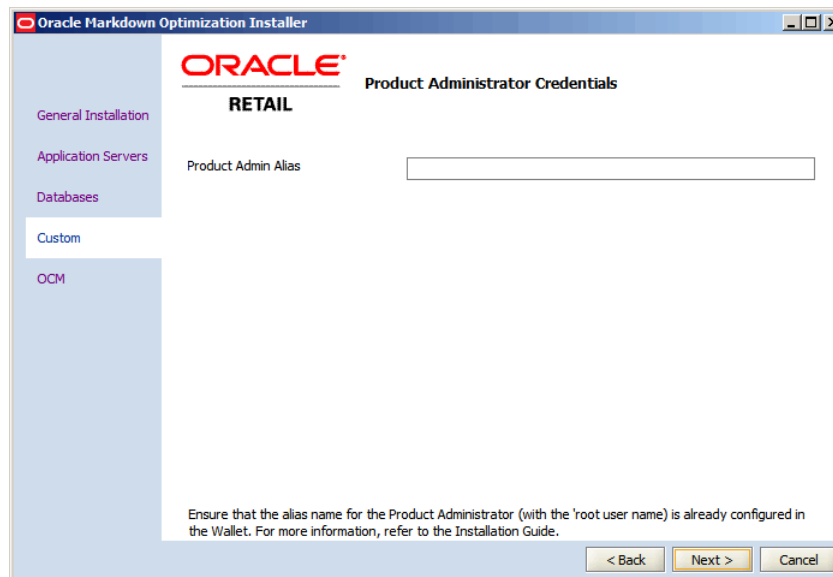 Oracle Markdown Optimization Installer
ORACLE
RETAIL
Product Administrator Credentials
General Installation
Application Servers
Databases
Custom
OCM
Product Admin Alias
Ensure that the alias name for the Product Administrator (with the 'root user name) is already configured in
the Wallet. For more information, refer to the Installation Guide.
< Back
Next >
Cancel